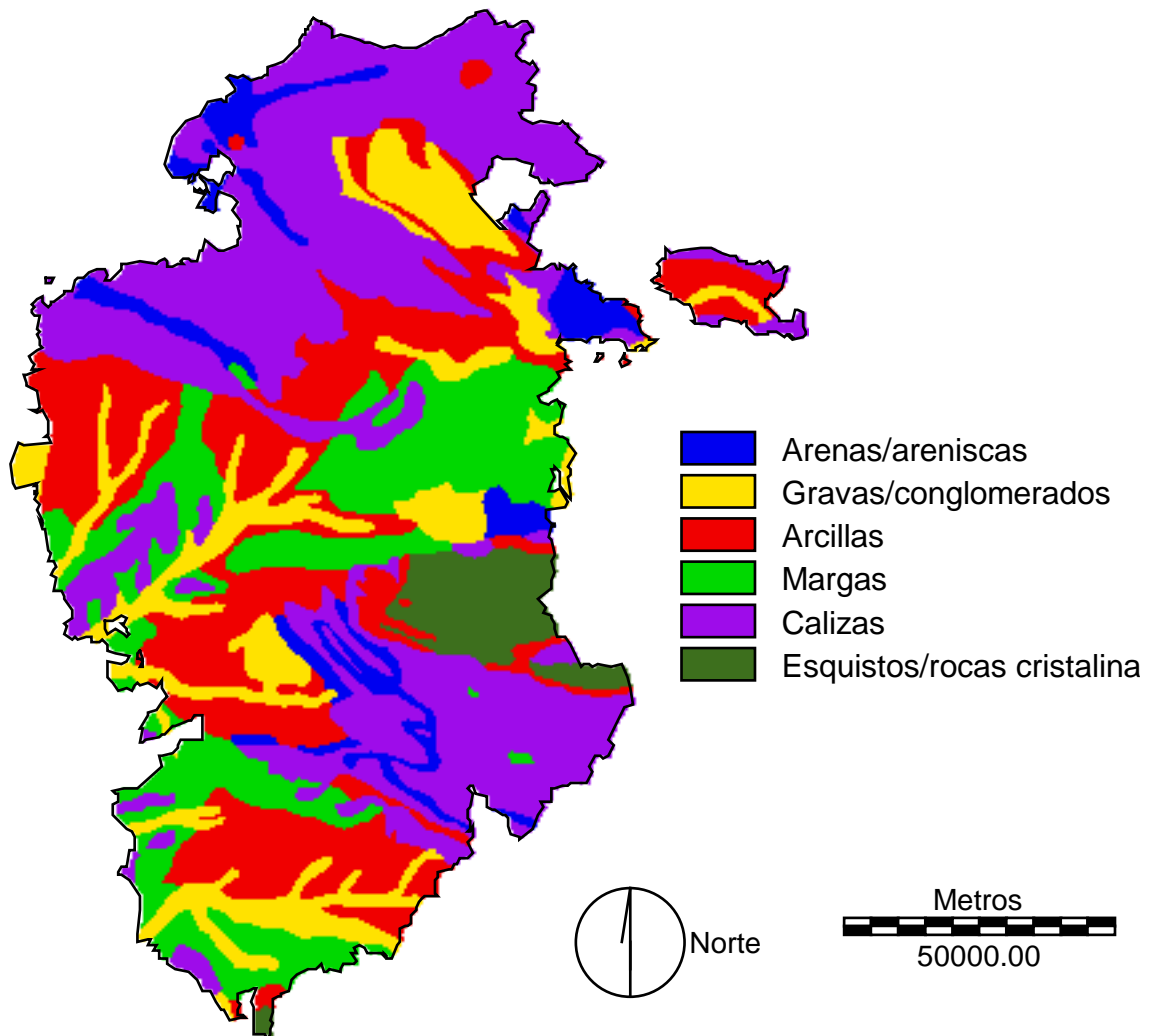 Arenas/areniscas
Gravas/conglomerados
Arcillas
Margas
Calizas
Esquistos/rocas cristalina
Norte
Metros
50000.00